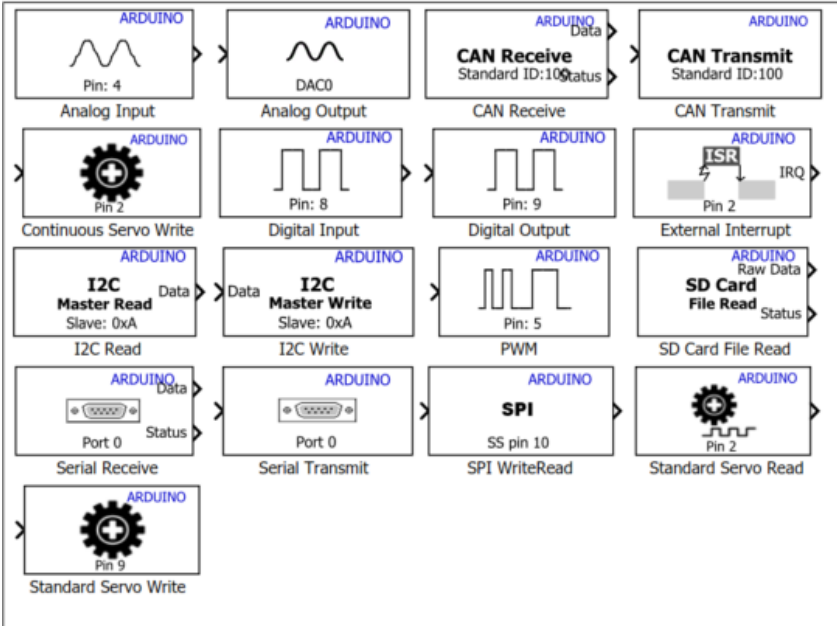 ARDUINO
Pin: 4
Analog Input
ARDUINO
DAC0
Analog Output
ARDUINO
Data
CAN Receive
Standard ID:100
Status
CAN Receive
ARDUINO
CAN Transmit
Standard ID:100
CAN Transmit
ARDUINO
Pin 2
Continuous Servo Write
ARDUINO
Pin: 8
Digital Input
ARDUINO
Pin: 9
Digital Output
ARDUINO
ISR
IRQ
Pin 2
External Interrupt
ARDUINO
I2C
Master Read
Data
Slave: 0xA
I2C Read
ARDUINO
Data
I2C
Master Write
Slave: 0xA
I2C Write
ARDUINO
Pin: 5
PWM
ARDUINO
Raw Data
SD Card
File Read
Status
SD Card File Read
ARDUINO
Data
Status
Port 0
Serial Receive
ARDUINO
Port 0
Serial Transmit
ARDUINO
SPI
SS pin 10
SPI WriteRead
ARDUINO
Pin 2
Standard Servo Read
ARDUINO
Pin 9
Standard Servo Write